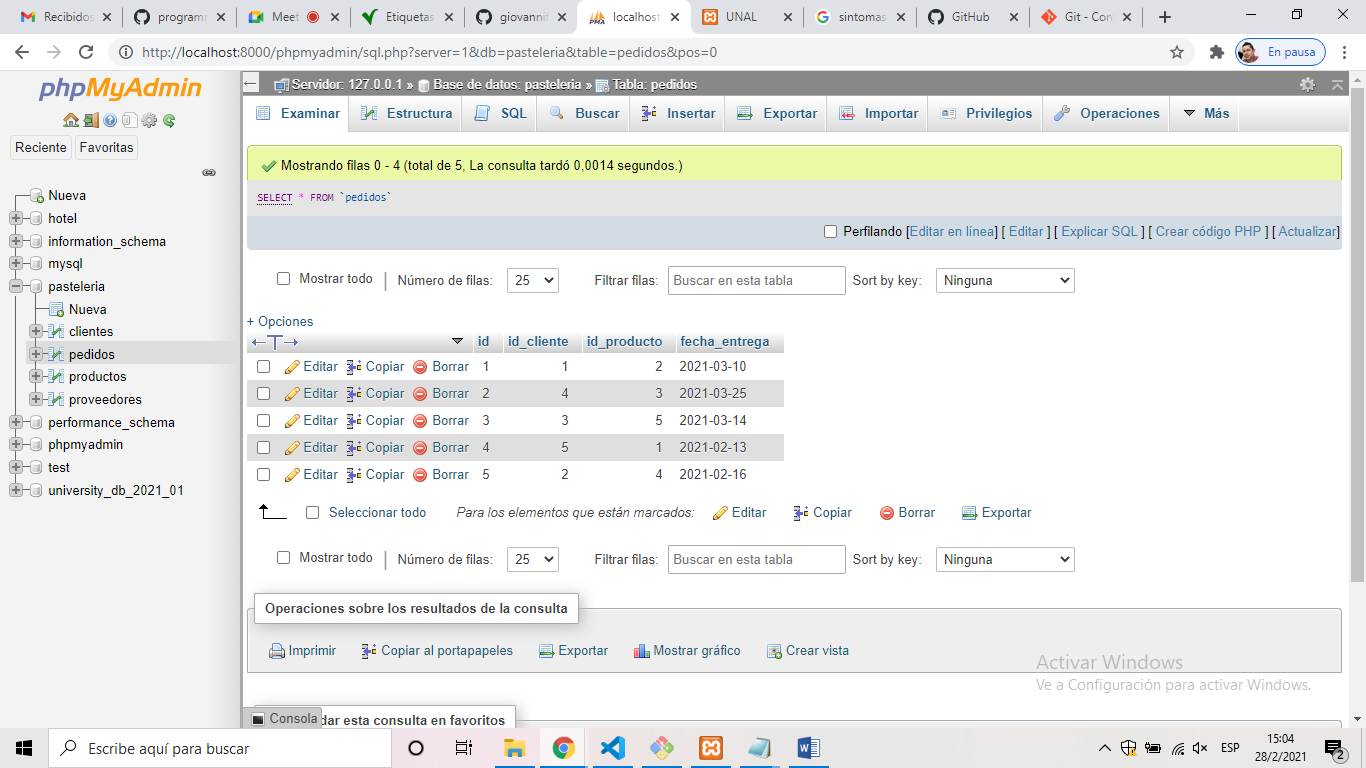 Recibidos
programr
Meet
Etiquetas
giovannif
localhost
UNAL
sintomas
GitHub
Git - Con
http://localhost:8000/phpmyadmin/sql.php?server=1&db=pasteleria&table=pedidos&pos=0
En pausa
phpMyAdmin
Reciente Favoritas
Nueva
hotel
information_schema
mysql
pasteleria
Nueva
clientes
pedidos
productos
proveedores
performance_schema
phpmyadmin
test
university_db_2021_01
Servidor: 127.0.0.1 » Base de datos: pasteleria » Tabla: pedidos
Examinar Estructura SQL Buscar Insertar Exportar Importar Privilegios Operaciones Más
Mostrando filas 0 - 4 (total de 5, La consulta tardó 0,0014 segundos.)
SELECT * FROM `pedidos`
Perfilando [Editar en línea] [ Editar ] [ Explicar SQL ] [ Crear código PHP ] [ Actualizar]
Mostrar todo | Número de filas: 25 Filtrar filas: Buscar en esta tabla Sort by key: Ninguna
+ Opciones
←T→ id id_cliente id_producto fecha_entrega
Editar Copiar Borrar 1 1 2 2021-03-10
Editar Copiar Borrar 2 4 3 2021-03-25
Editar Copiar Borrar 3 3 5 2021-03-14
Editar Copiar Borrar 4 5 1 2021-02-13
Editar Copiar Borrar 5 2 4 2021-02-16
Seleccionar todo Para los elementos que están marcados: Editar Copiar Borrar Exportar
Mostrar todo | Número de filas: 25 Filtrar filas: Buscar en esta tabla Sort by key: Ninguna
Operaciones sobre los resultados de la consulta
Imprimir Copiar al portapapeles Exportar Mostrar gráfico Crear vista
Activar Windows
Ve a Configuración para activar Windows.
Consola
dar esta consulta en favoritos
Escribe aquí para buscar
ESP
15:04
28/2/2021
2